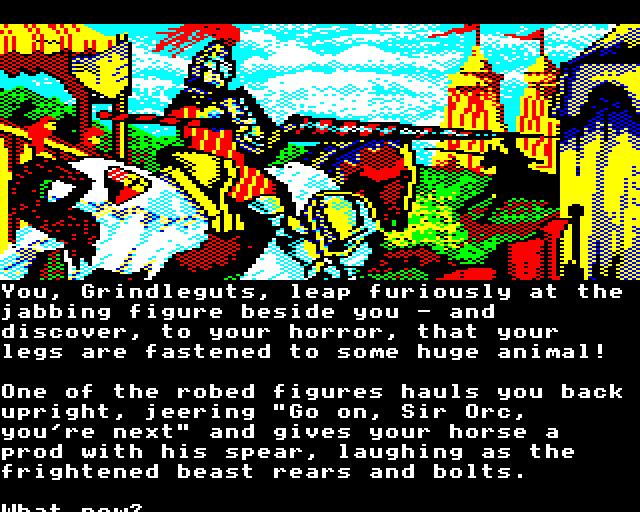 You, Grindleguts, leap furiously at the
jabbing figure beside you - and
discover, to your horror, that your
legs are fastened to some huge animal!
One of the robed figures hauls you back
upright, jeering "Go on, Sir Orc,
you're next" and gives your horse a
prod with his spear, laughing as the
frightened beast rears and bolts.
What now?